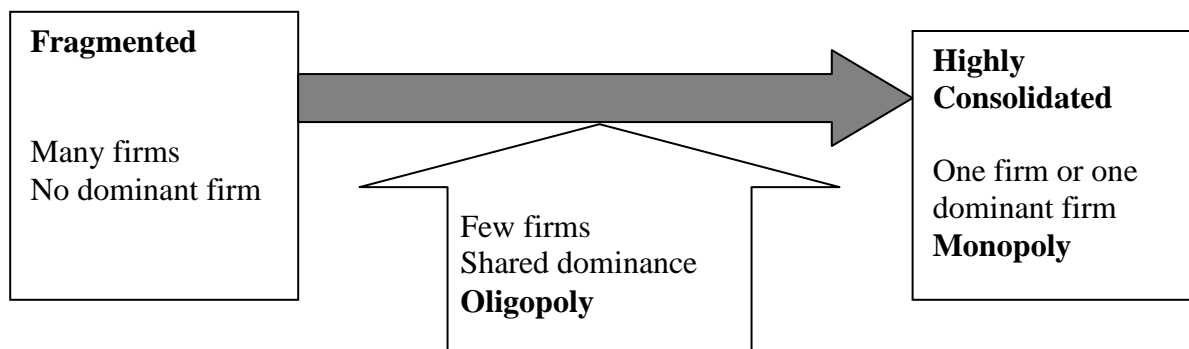 Fragmented
Many firms
No dominant firm
Few firms
Shared dominance
Oligopoly
Highly
Consolidated
One firm or one
dominant firm
Monopoly